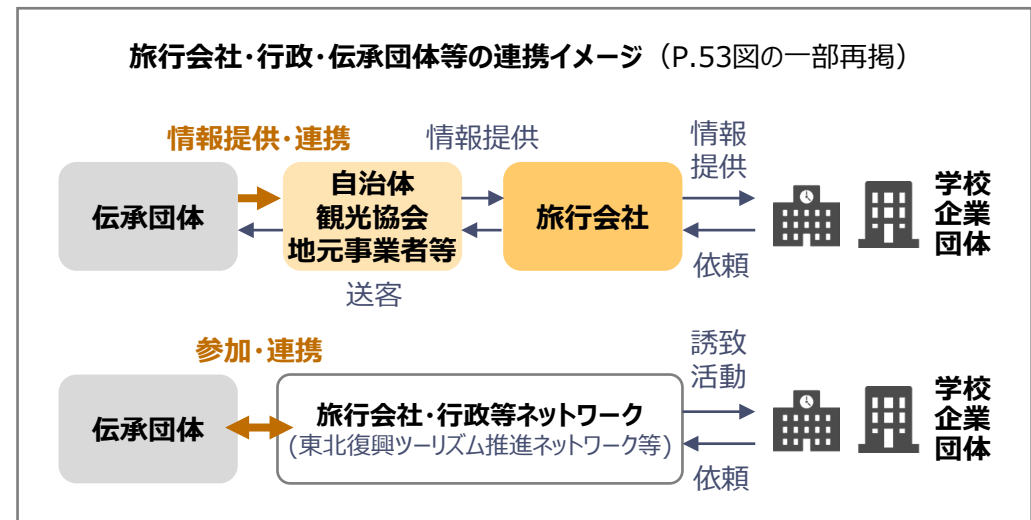 旅行会社・行政・伝承団体等の連携イメージ（P.53図の一部再掲）
情報提供・連携
情報提供
情報
提供
伝承団体
自治体
観光協会
地元事業者等
旅行会社
学校
企業
団体
送客
依頼
参加・連携
誘致
活動
伝承団体
旅行会社・行政等ネットワーク
(東北復興ツーリズム推進ネットワーク等)
学校
企業
団体
依頼